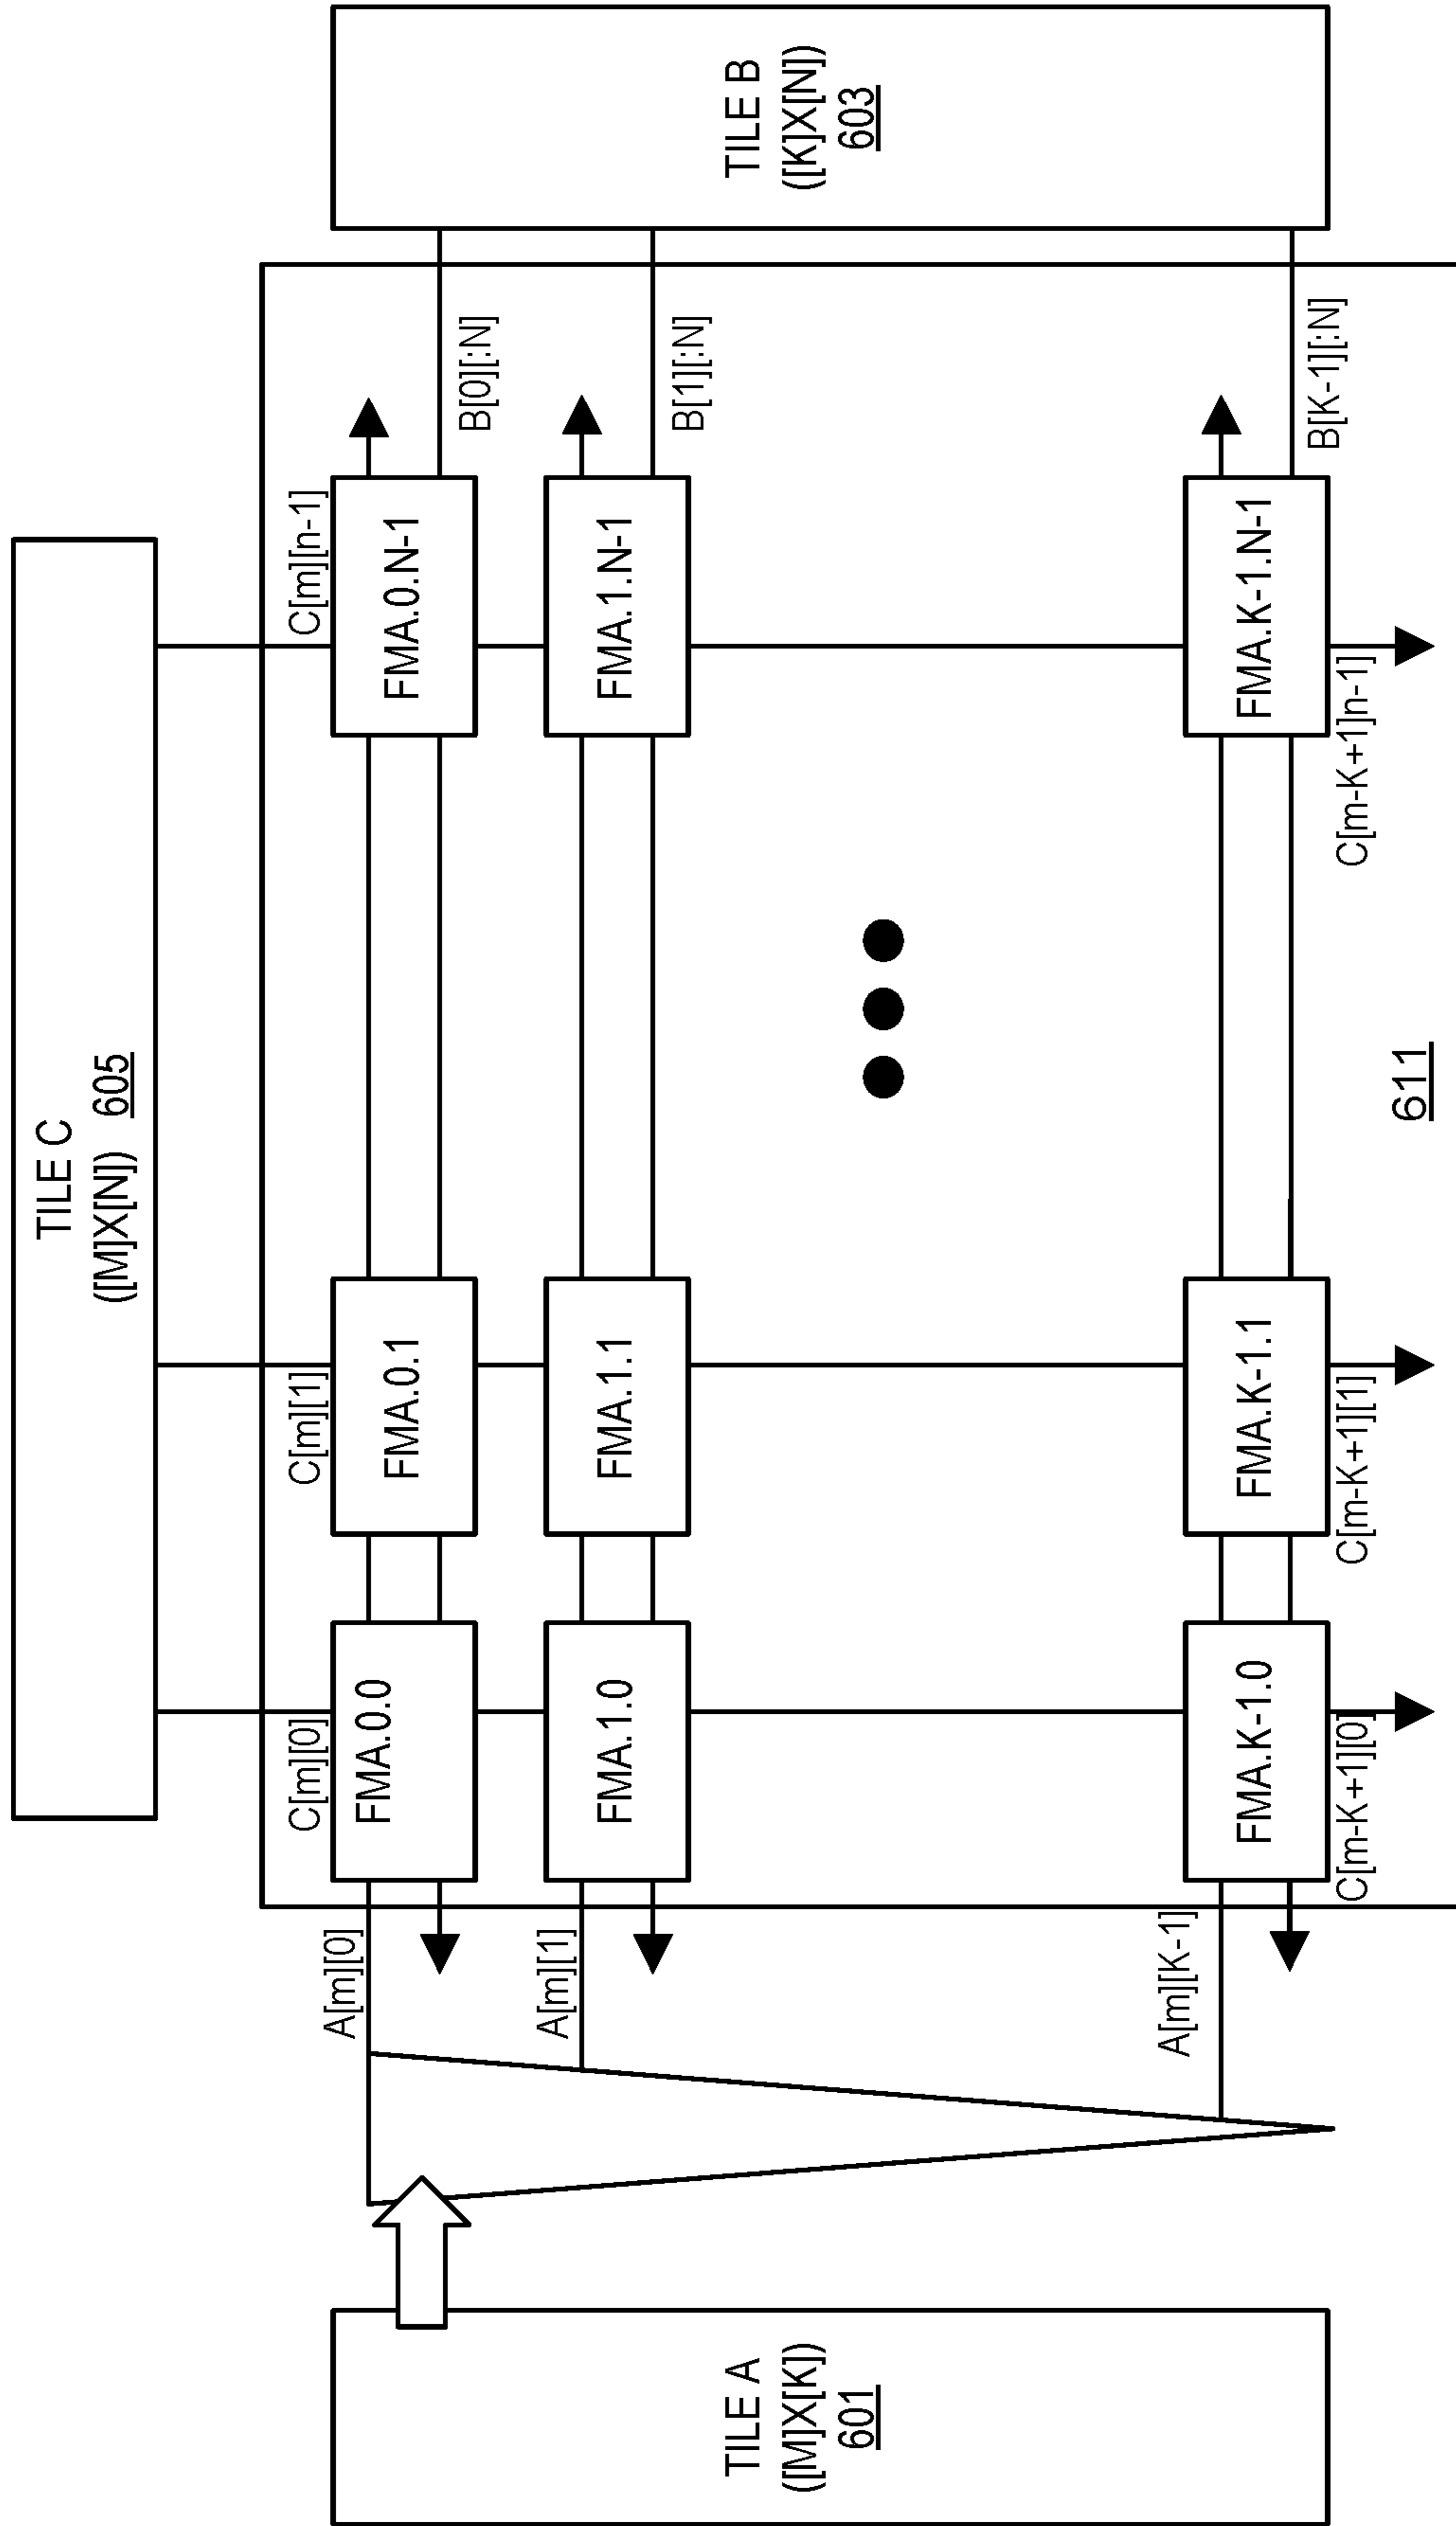 TILE C
([M]X[N]) 605
C[m][0]
C[m][1]
C[m][n-1]
TILE A
([M]X[K])
601
A[m][0]
FMA.0.0
FMA.0.1
FMA.0.N-1
B[0][:N]
A[m][1]
FMA.1.0
FMA.1.1
FMA.1.N-1
B[1][:N]
A[m][K-1]
FMA.K-1.0
FMA.K-1.1
FMA.K-1.N-1
B[K-1][:N]
TILE B
([K]X[N])
603
C[m-K+1][0]
C[m-K+1][1]
C[m-K+1]n-1]
611